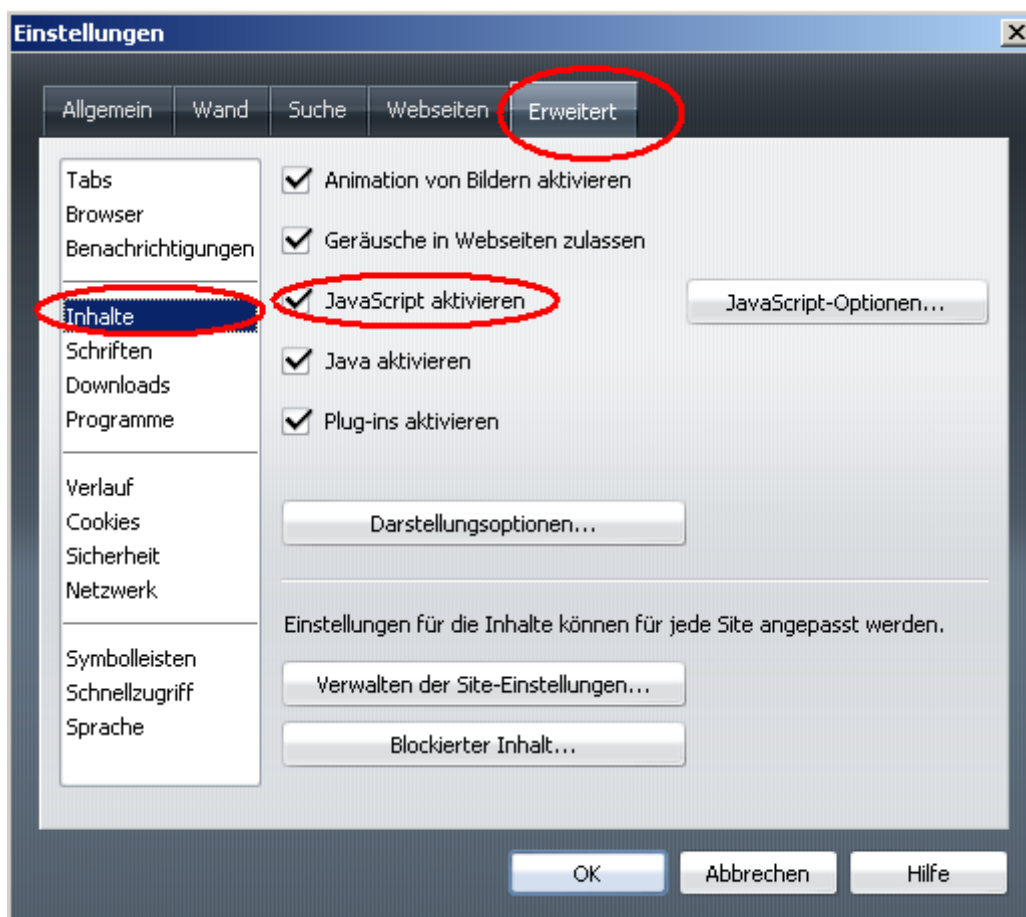 Einstellungen
Allgemein
Wand
Suche
Webseiten
Erweitert
Tabs
Browser
Benachrichtigungen
Inhalte
Schriften
Downloads
Programme
Verlauf
Cookies
Sicherheit
Netzwerk
Symbolleisten
Schnellzugriff
Sprache
Animation von Bildern aktivieren
Geräusche in Webseiten zulassen
JavaScript aktivieren
JavaScript-Optionen...
Java aktivieren
Plug-ins aktivieren
Darstellungsoptionen...
Einstellungen für die Inhalte können für jede Site angepasst werden.
Verwalten der Site-Einstellungen...
Blockierter Inhalt...
OK
Abbrechen
Hilfe